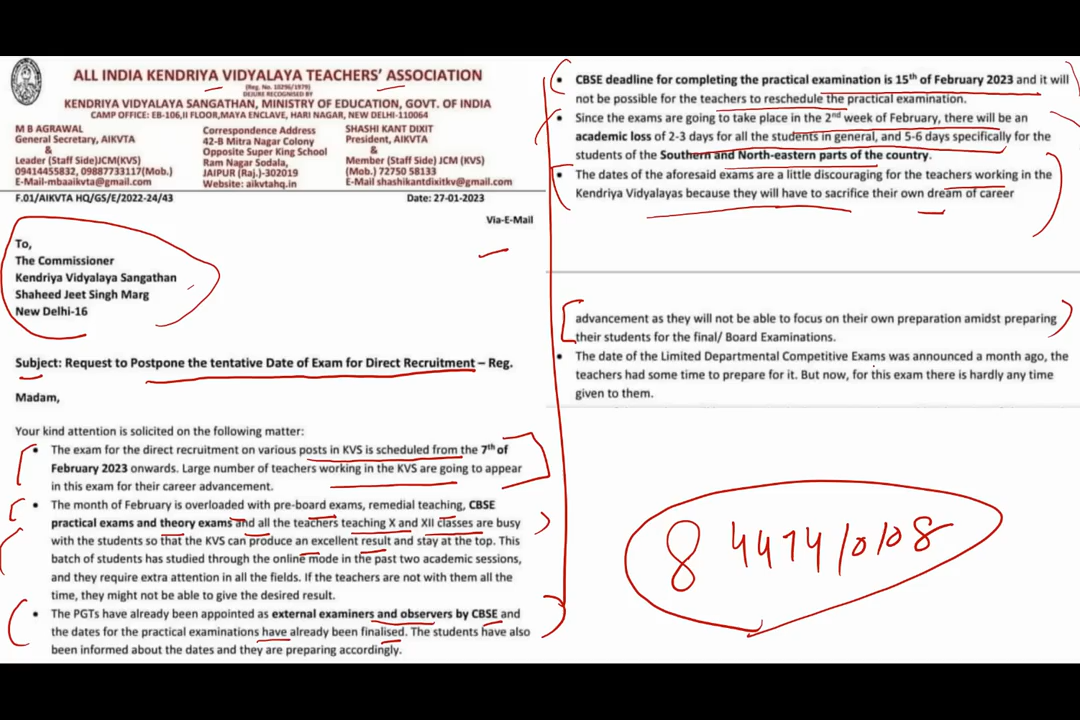 ALL INDIA KENDRIYA VIDYALAYA TEACHERS' ASSOCIATION
(Reg. No. 10296/1979)
DEJURE RECOGNISED BY
KENDRIYA VIDYALAYA SANGATHAN, MINISTRY OF EDUCATION, GOVT. OF INDIA
CAMP OFFICE: EB-106,II FLOOR,MAYA ENCLAVE, HARI NAGAR, NEW DELHI-110064
M B AGRAWAL
General Secretary, AIKVTA
&
Leader (Staff Side)JCM(KVS)
09414455832, 09887733117(Mob.)
E-Mail-mbaaikvta@gmail.com
Correspondence Address
42-B Mitra Nagar Colony
Opposite Super King School
Ram Nagar Sodala,
JAIPUR (Raj.)-302019
Website: aikvtahq.in
SHASHI KANT DIXIT
President, AIKVTA
&
Member (Staff Side) JCM (KVS)
(Mob.) 72750 58133
E-Mail shashikantdixitkv@gmail.com
F.01/AIKVTA HQ/GS/E/2022-24/43
Date: 27-01-2023
Via-E-Mail
To,
The Commissioner
Kendriya Vidyalaya Sangathan
Shaheed Jeet Singh Marg
New Delhi-16
Subject: Request to Postpone the tentative Date of Exam for Direct Recruitment – Reg.
Madam,
Your kind attention is solicited on the following matter:
• The exam for the direct recruitment on various posts in KVS is scheduled from the 7th of
February 2023 onwards. Large number of teachers working in the KVS are going to appear
in this exam for their career advancement.
• The month of February is overloaded with pre-board exams, remedial teaching, CBSE
practical exams and theory exams and all the teachers teaching X and XII classes are busy
with the students so that the KVS can produce an excellent result and stay at the top. This
batch of students has studied through the online mode in the past two academic sessions,
and they require extra attention in all the fields. If the teachers are not with them all the
time, they might not be able to give the desired result.
• The PGTs have already been appointed as external examiners and observers by CBSE and
the dates for the practical examinations have already been finalised. The students have also
been informed about the dates and they are preparing accordingly.
• CBSE deadline for completing the practical examination is 15th of February 2023 and it will
not be possible for the teachers to reschedule the practical examination.
• Since the exams are going to take place in the 2nd week of February, there will be an
academic loss of 2-3 days for all the students in general, and 5-6 days specifically for the
students of the Southern and North-eastern parts of the country.
• The dates of the aforesaid exams are a little discouraging for the teachers working in the
Kendriya Vidyalayas because they will have to sacrifice their own dream of career
advancement as they will not be able to focus on their own preparation amidst preparing
their students for the final/ Board Examinations.
• The date of the Limited Departmental Competitive Exams was announced a month ago, the
teachers had some time to prepare for it. But now, for this exam there is hardly any time
given to them.
8447410108